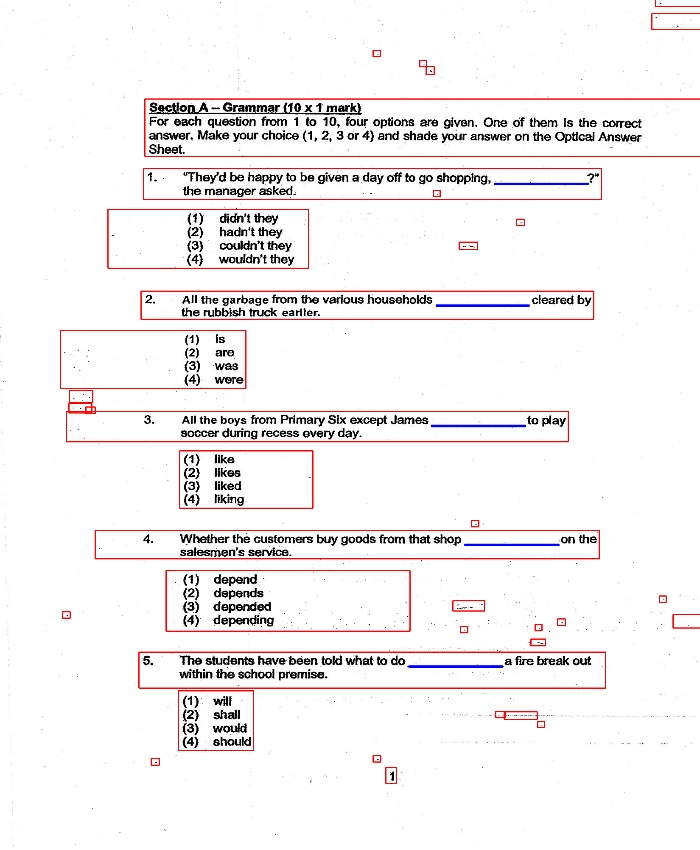 Section A – Grammar (10 x 1 mark)
For each question from 1 to 10, four options are given. One of them is the correct
answer. Make your choice (1, 2, 3 or 4) and shade your answer on the Optical Answer
Sheet.
1. "They'd be happy to be given a day off to go shopping, ____________?"
the manager asked.
(1) didn't they
(2) hadn't they
(3) couldn't they
(4) wouldn't they
2. All the garbage from the various households ____________ cleared by
the rubbish truck earlier.
(1) is
(2) are
(3) was
(4) were
3. All the boys from Primary Six except James ____________ to play
soccer during recess every day.
(1) like
(2) likes
(3) liked
(4) liking
4. Whether the customers buy goods from that shop ____________ on the
salesmen's service.
(1) depend
(2) depends
(3) depended
(4) depending
5. The students have been told what to do ____________ a fire break out
within the school premise.
(1) will
(2) shall
(3) would
(4) should
1